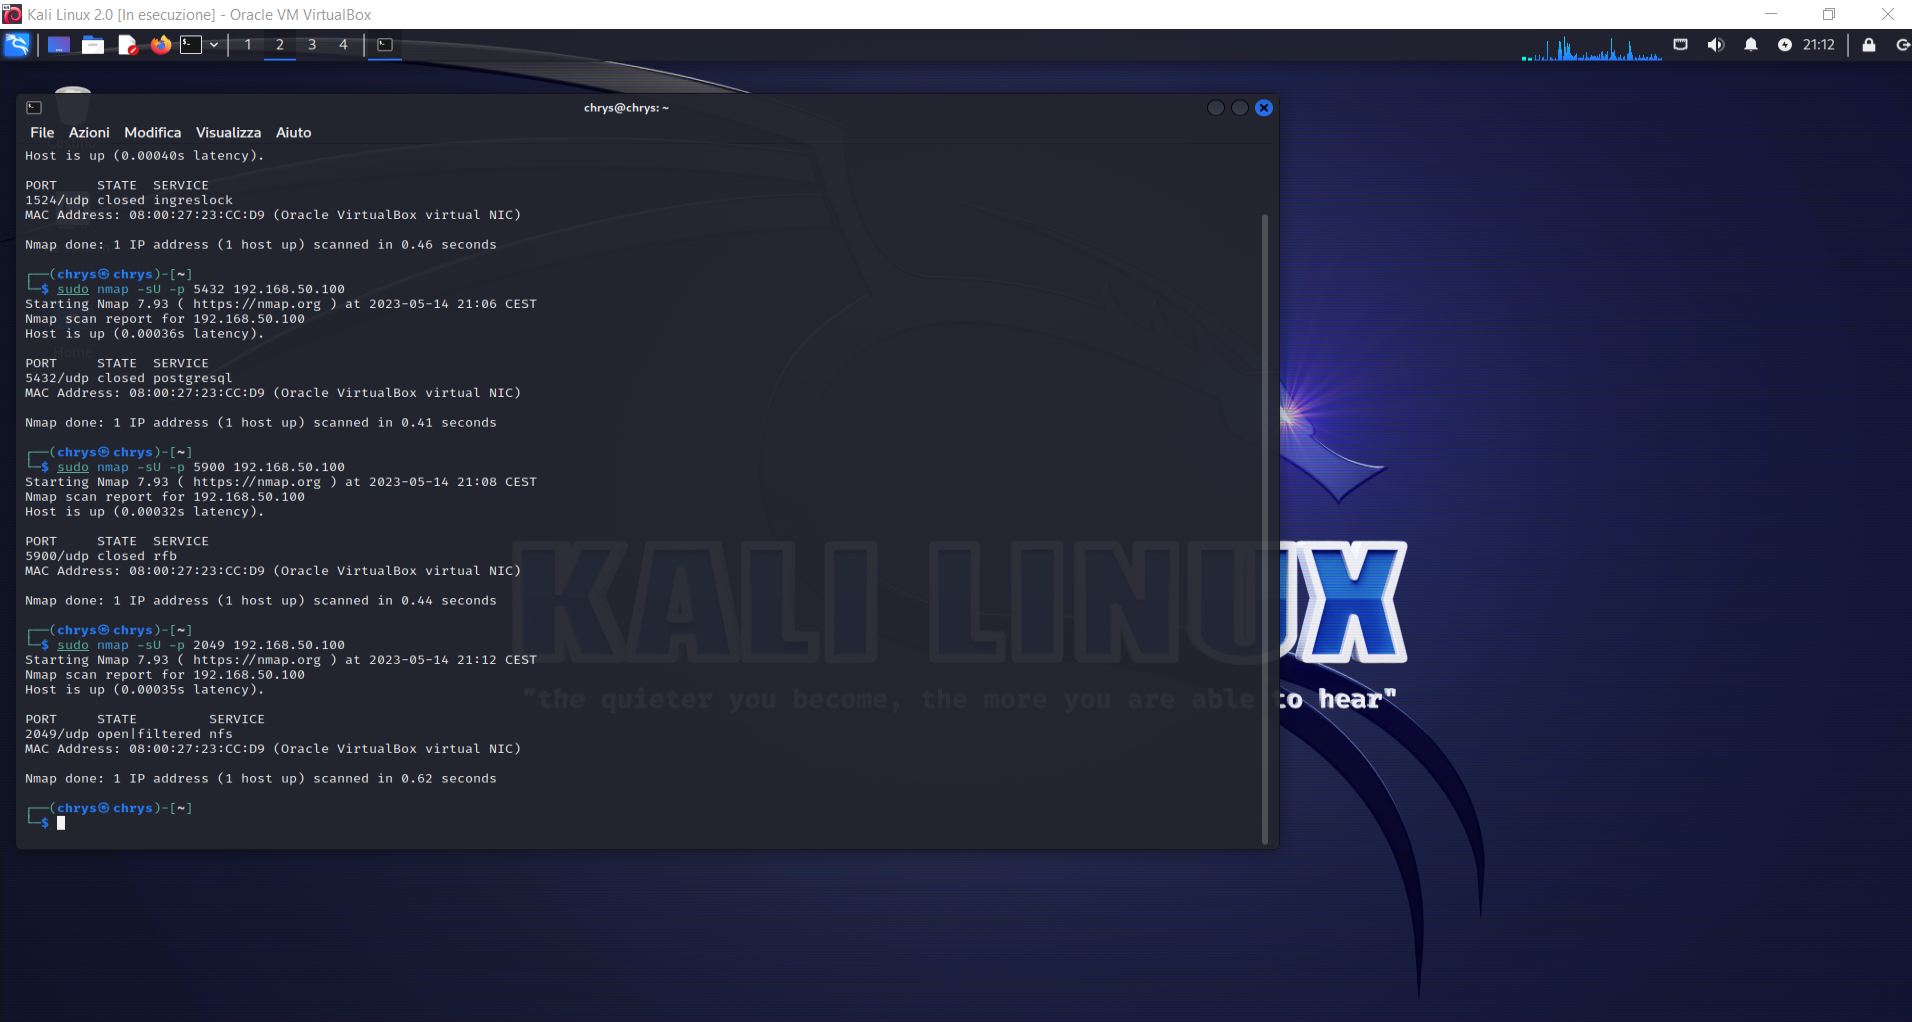 Kali Linux 2.0 [In esecuzione] - Oracle VM VirtualBox
1 2 3 4
21:12
chrys@chrys: ~
File Azioni Modifica Visualizza Aiuto
Host is up (0.00040s latency).
PORT STATE SERVICE
1524/udp closed ingreslock
MAC Address: 08:00:27:23:CC:D9 (Oracle VirtualBox virtual NIC)
Nmap done: 1 IP address (1 host up) scanned in 0.46 seconds
┌──(chrys㉿chrys)-[~]
└─$ sudo nmap -sU -p 5432 192.168.50.100
Starting Nmap 7.93 ( https://nmap.org ) at 2023-05-14 21:06 CEST
Nmap scan report for 192.168.50.100
Host is up (0.00036s latency).
Home
PORT STATE SERVICE
5432/udp closed postgresql
MAC Address: 08:00:27:23:CC:D9 (Oracle VirtualBox virtual NIC)
Nmap done: 1 IP address (1 host up) scanned in 0.41 seconds
┌──(chrys㉿chrys)-[~]
└─$ sudo nmap -sU -p 5900 192.168.50.100
Starting Nmap 7.93 ( https://nmap.org ) at 2023-05-14 21:08 CEST
Nmap scan report for 192.168.50.100
Host is up (0.00032s latency).
PORT STATE SERVICE
5900/udp closed rfb
MAC Address: 08:00:27:23:CC:D9 (Oracle VirtualBox virtual NIC)
Nmap done: 1 IP address (1 host up) scanned in 0.44 seconds
┌──(chrys㉿chrys)-[~]
└─$ sudo nmap -sU -p 2049 192.168.50.100
Starting Nmap 7.93 ( https://nmap.org ) at 2023-05-14 21:12 CEST
Nmap scan report for 192.168.50.100
Host is up (0.00035s latency).
PORT STATE SERVICE
2049/udp open|filtered nfs
MAC Address: 08:00:27:23:CC:D9 (Oracle VirtualBox virtual NIC)
Nmap done: 1 IP address (1 host up) scanned in 0.62 seconds
┌──(chrys㉿chrys)-[~]
└─$
KALI LINUX
"the quieter you become, the more you are able to hear"